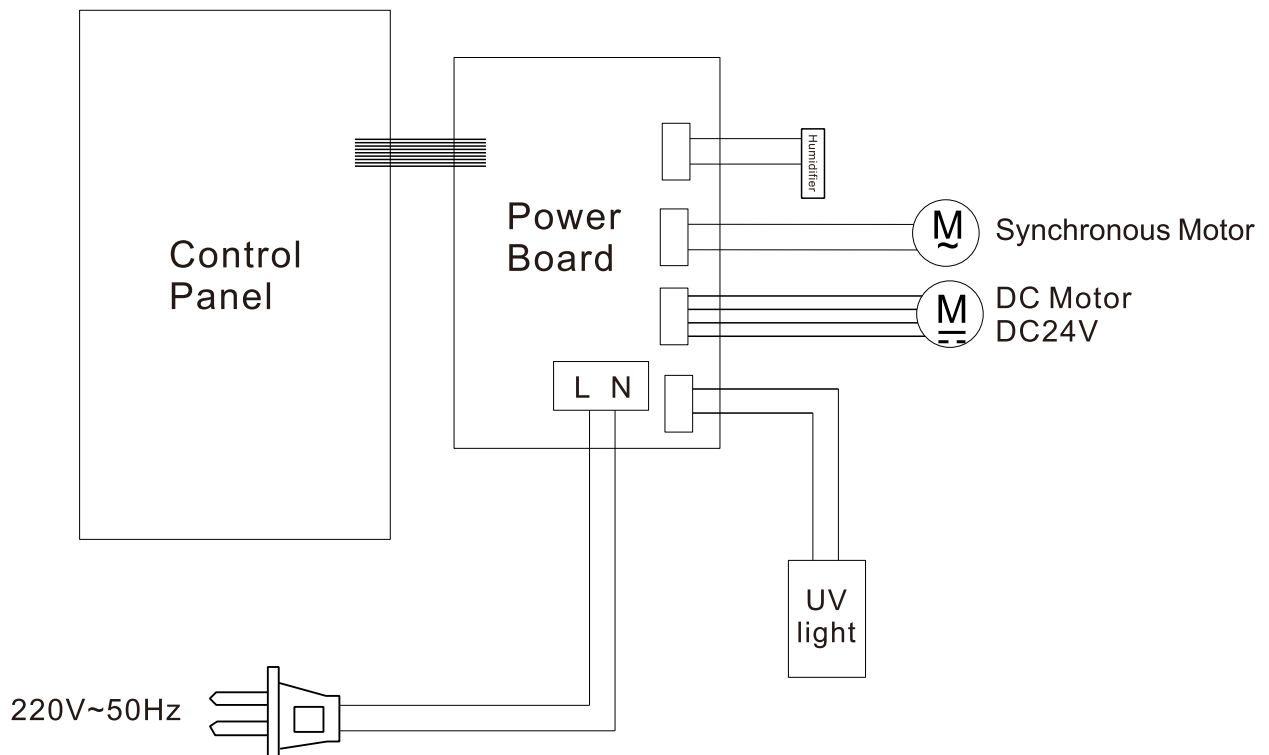 Control
Panel
Power
Board
Humidifier
M
~
Synchronous Motor
M
DC Motor
DC24V
L N
UV
light
220V~50Hz